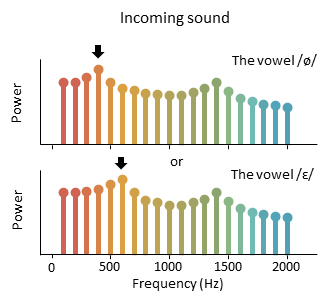 Incoming sound
The vowel /ø/
Power
or
The vowel /ε/
Power
0 500 1000 1500 2000
Frequency (Hz)